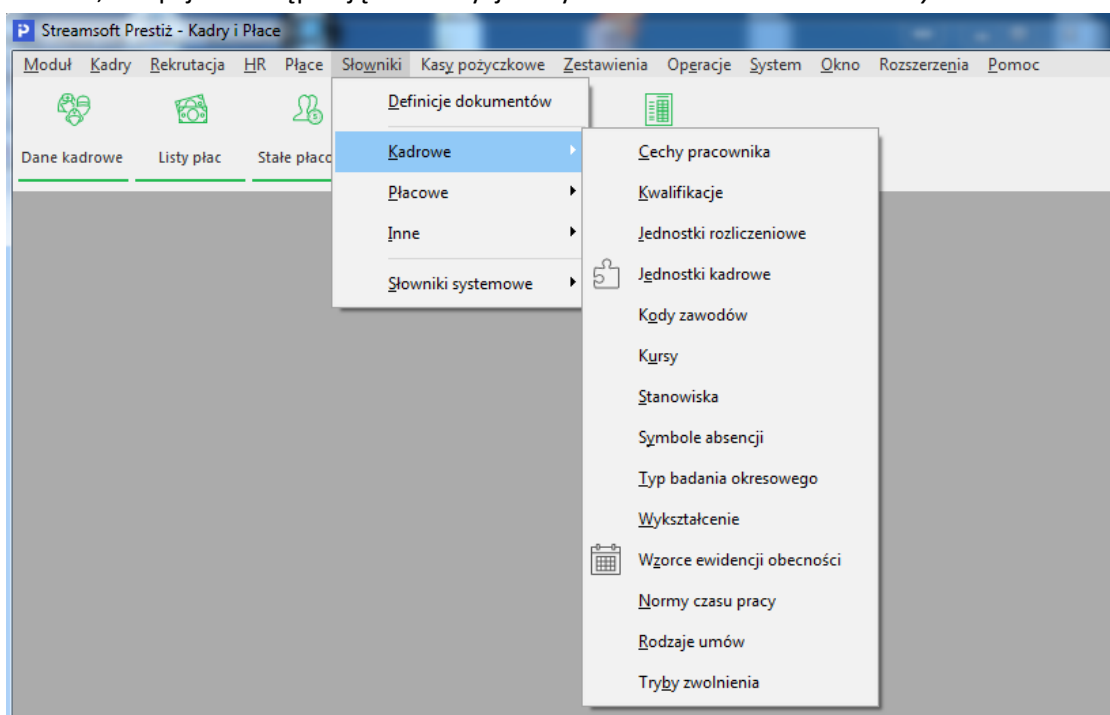 Streamsoft Prestiż - Kadry i Płace
Moduł Kadry Rekrutacja HR Płace Słowniki Kasy pożyczkowe Zestawienia Operacje System Okno Rozszerzenia Pomoc
Dane kadrowe Listy płac Stałe płaco
Definicje dokumentów
Kadrowe
Płacowe
Inne
Słowniki systemowe
Cechy pracownika
Kwalifikacje
Jednostki rozliczeniowe
Jednostki kadrowe
Kody zawodów
Kursy
Stanowiska
Symbole absencji
Typ badania okresowego
Wykształcenie
Wzorce ewidencji obecności
Normy czasu pracy
Rodzaje umów
Tryby zwolnienia